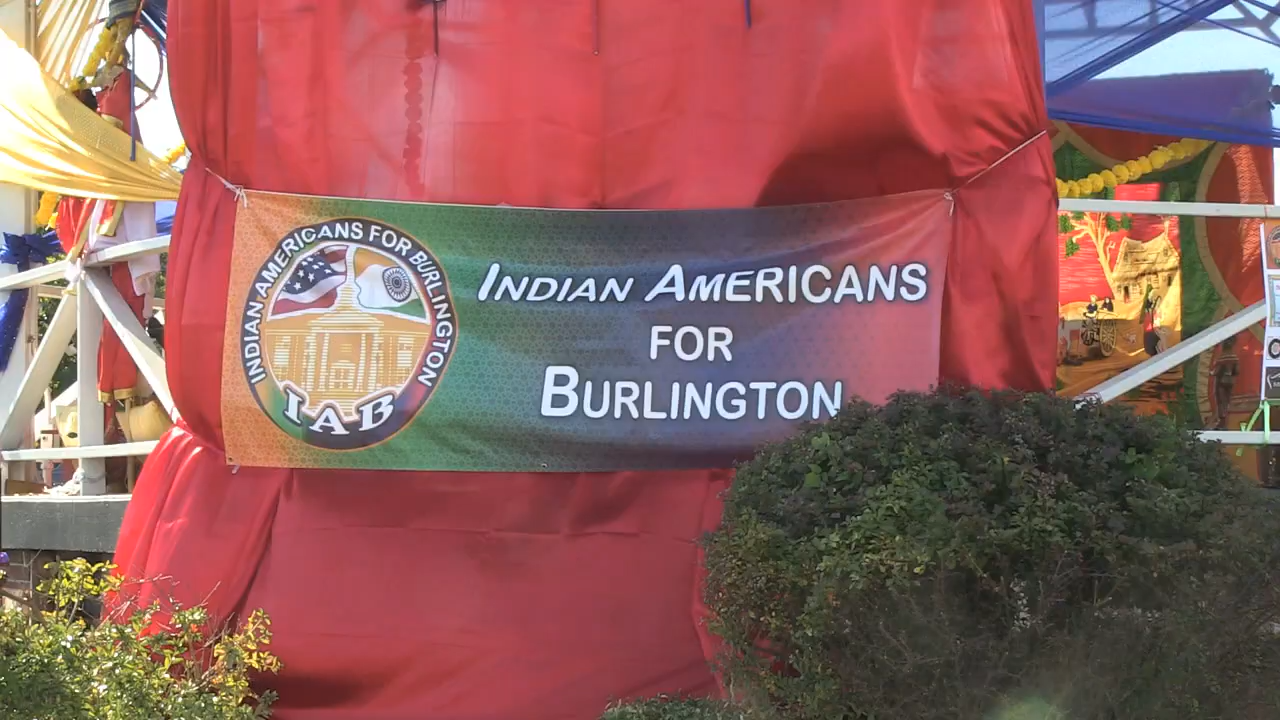 INDIAN AMERICANS FOR BURLINGTON
IAB
INDIAN AMERICANS
FOR
BURLINGTON